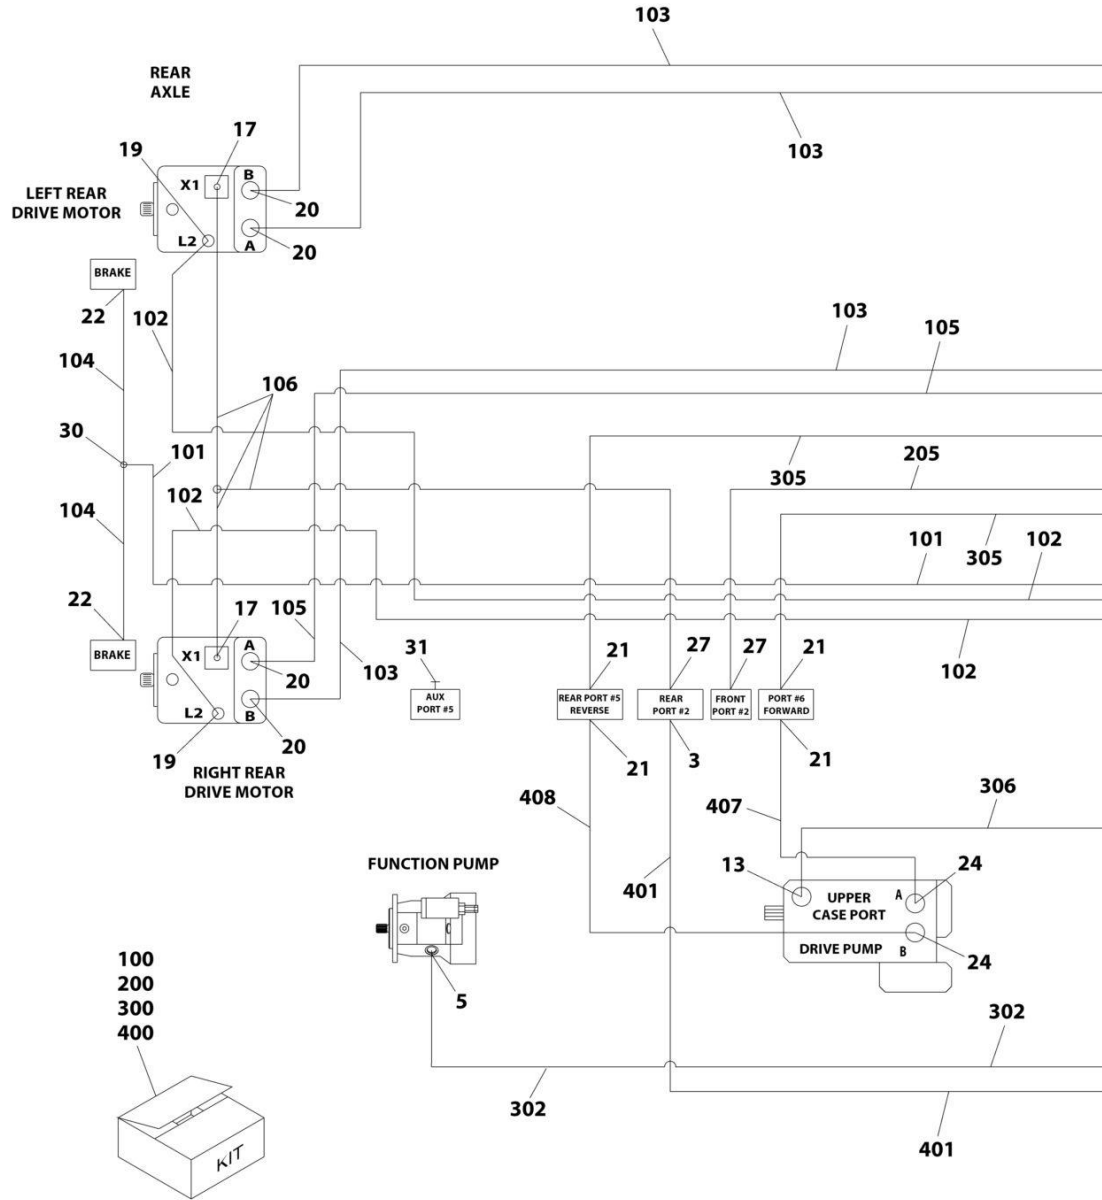 103
REAR
AXLE
17
19
103
X1
B
LEFT REAR
DRIVE MOTOR
20
L2
A
20
BRAKE
22
102
103
105
104
106
30
101
205
305
102
104
305
101
102
22
17
105
31
21
27
27
21
102
BRAKE
X1
A
20
103
AUX
PORT #5
REAR PORT #5
REVERSE
REAR
PORT #2
FRONT
PORT #2
PORT #6
FORWARD
L2
B
20
19
21
3
21
RIGHT REAR
DRIVE MOTOR
408
407
306
FUNCTION PUMP
13
24
401
UPPER
CASE PORT
A
DRIVE PUMP
B
24
100
200
300
400
5
302
302
401
KIT